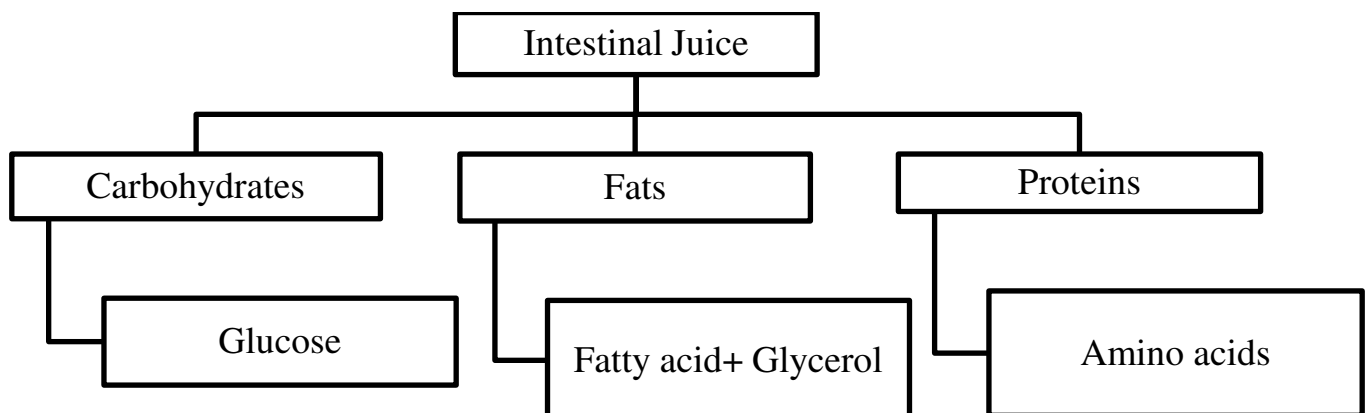 Intestinal Juice
Carbohydrates
Fats
Proteins
Glucose
Fatty acid+ Glycerol
Amino acids